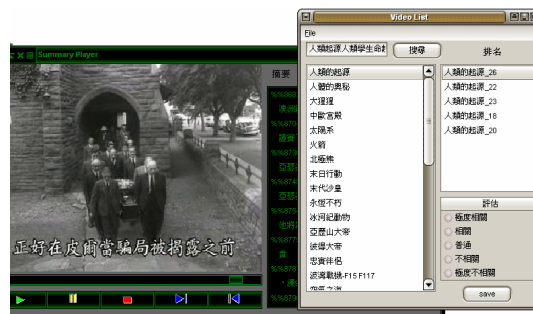 Video List
File
Summary Player
人類起源人類學生命起
搜尋
排名
摘要
人類的起源
人體的奧秘
大猩猩
中歐宮殿
太陽系
火箭
北極熊
末日行動
末代沙皇
永恆不朽
冰河紀動物
亞歷山大帝
彼得大帝
忠實伴侶
波灣戰機-F15 F117
人類的起源_26
人類的起源_22
人類的起源_23
人類的起源_18
人類的起源_20
評估
極度相關
相關
普通
不相關
極度不相關
save
正好在皮爾當騙局被揭露之前